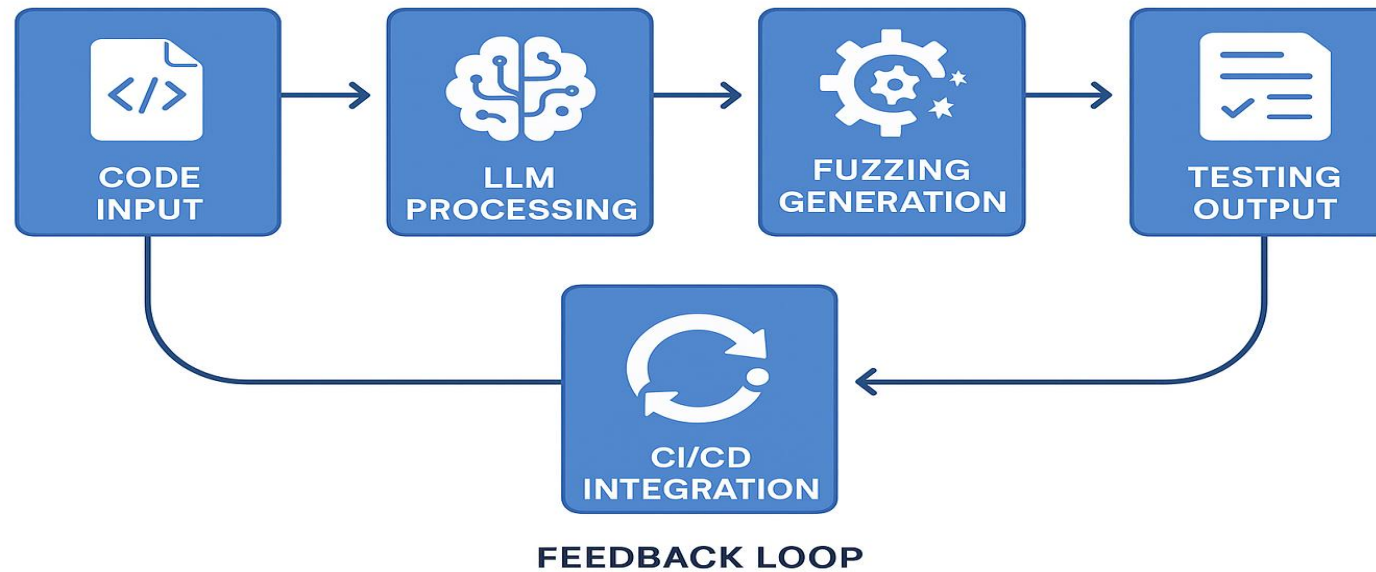 </>
CODE
INPUT
LLM
PROCESSING
FUZZING
GENERATION
TESTING
OUTPUT
CI/CD
INTEGRATION
FEEDBACK LOOP